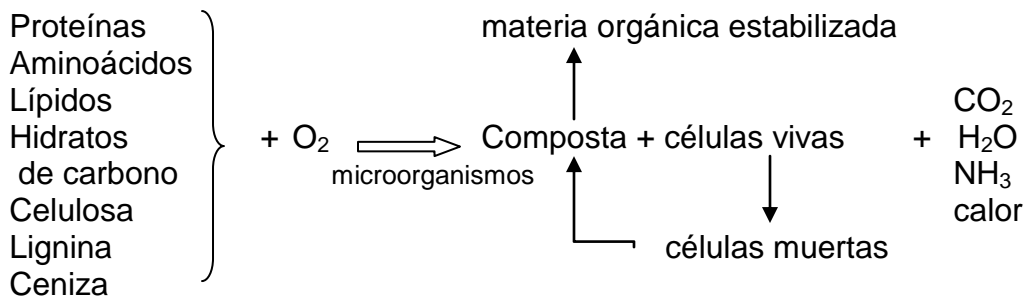 Proteínas
Aminoácidos
Lípidos
Hidratos
de carbono
Celulosa
Lignina
Ceniza
+ O₂
microorganismos
materia orgánica estabilizada
Composta + células vivas
células muertas
+
CO₂
H₂O
NH₃
calor